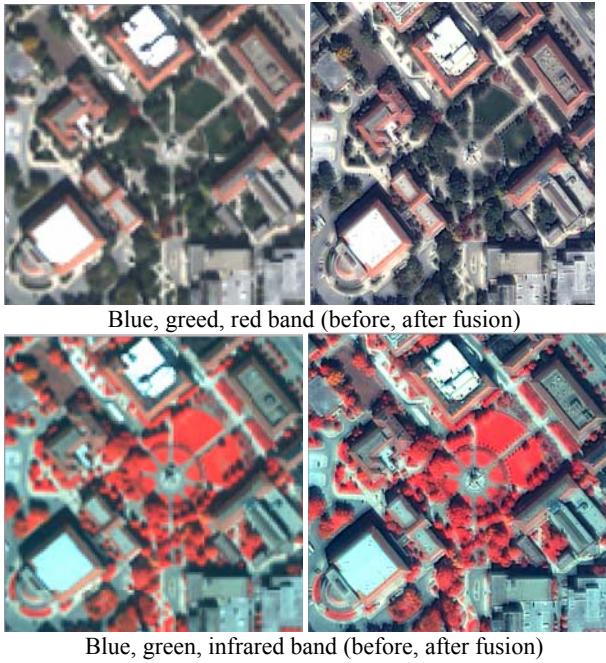 Blue, greed, red band (before, after fusion)
Blue, green, infrared band (before, after fusion)